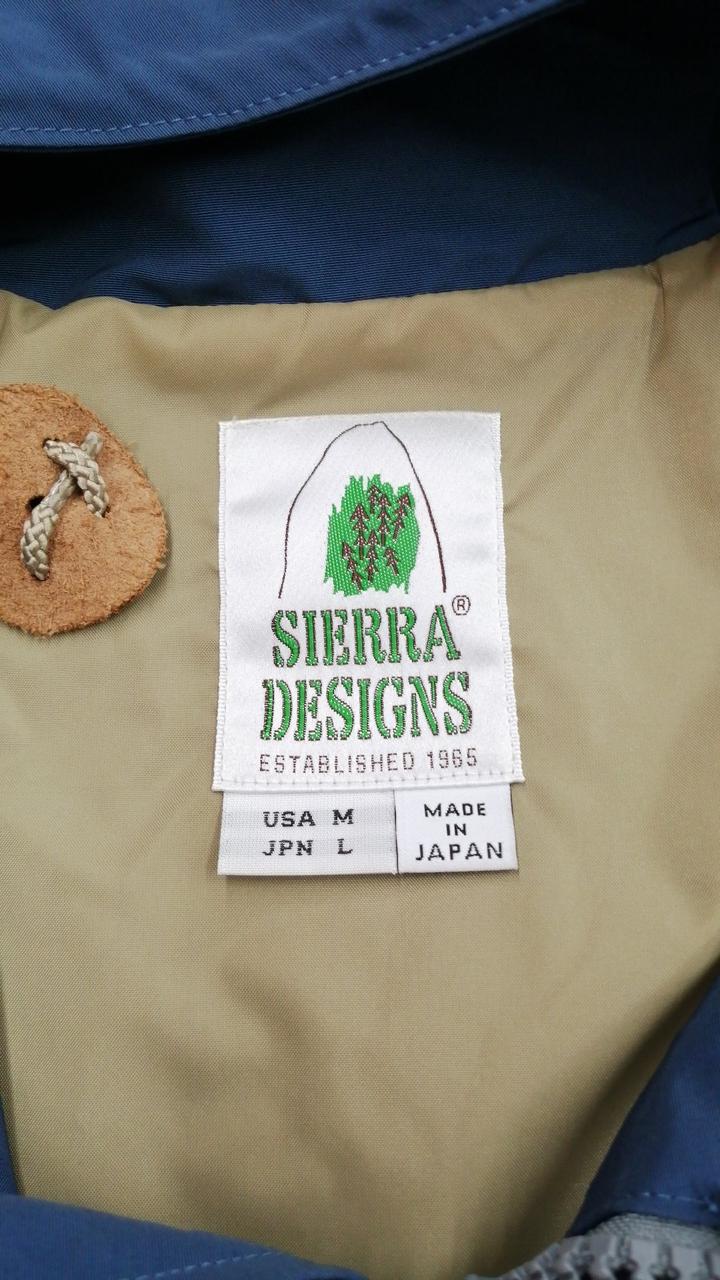 SIERRA®
DESIGNS
ESTABLISHED 1965
USA M
JPN L
MADE
IN
JAPAN